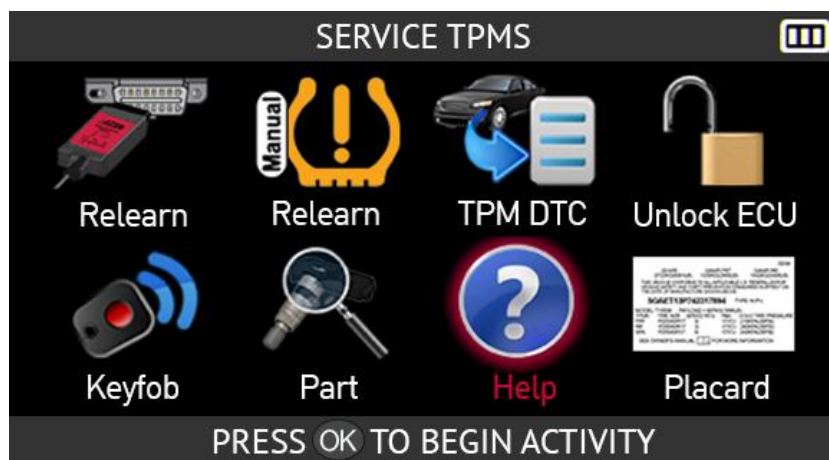 SERVICE TPMS
Manual
Relearn
Relearn
TPM DTC
Unlock ECU
Keyfob
Part
Help
Placard
PRESS OK TO BEGIN ACTIVITY